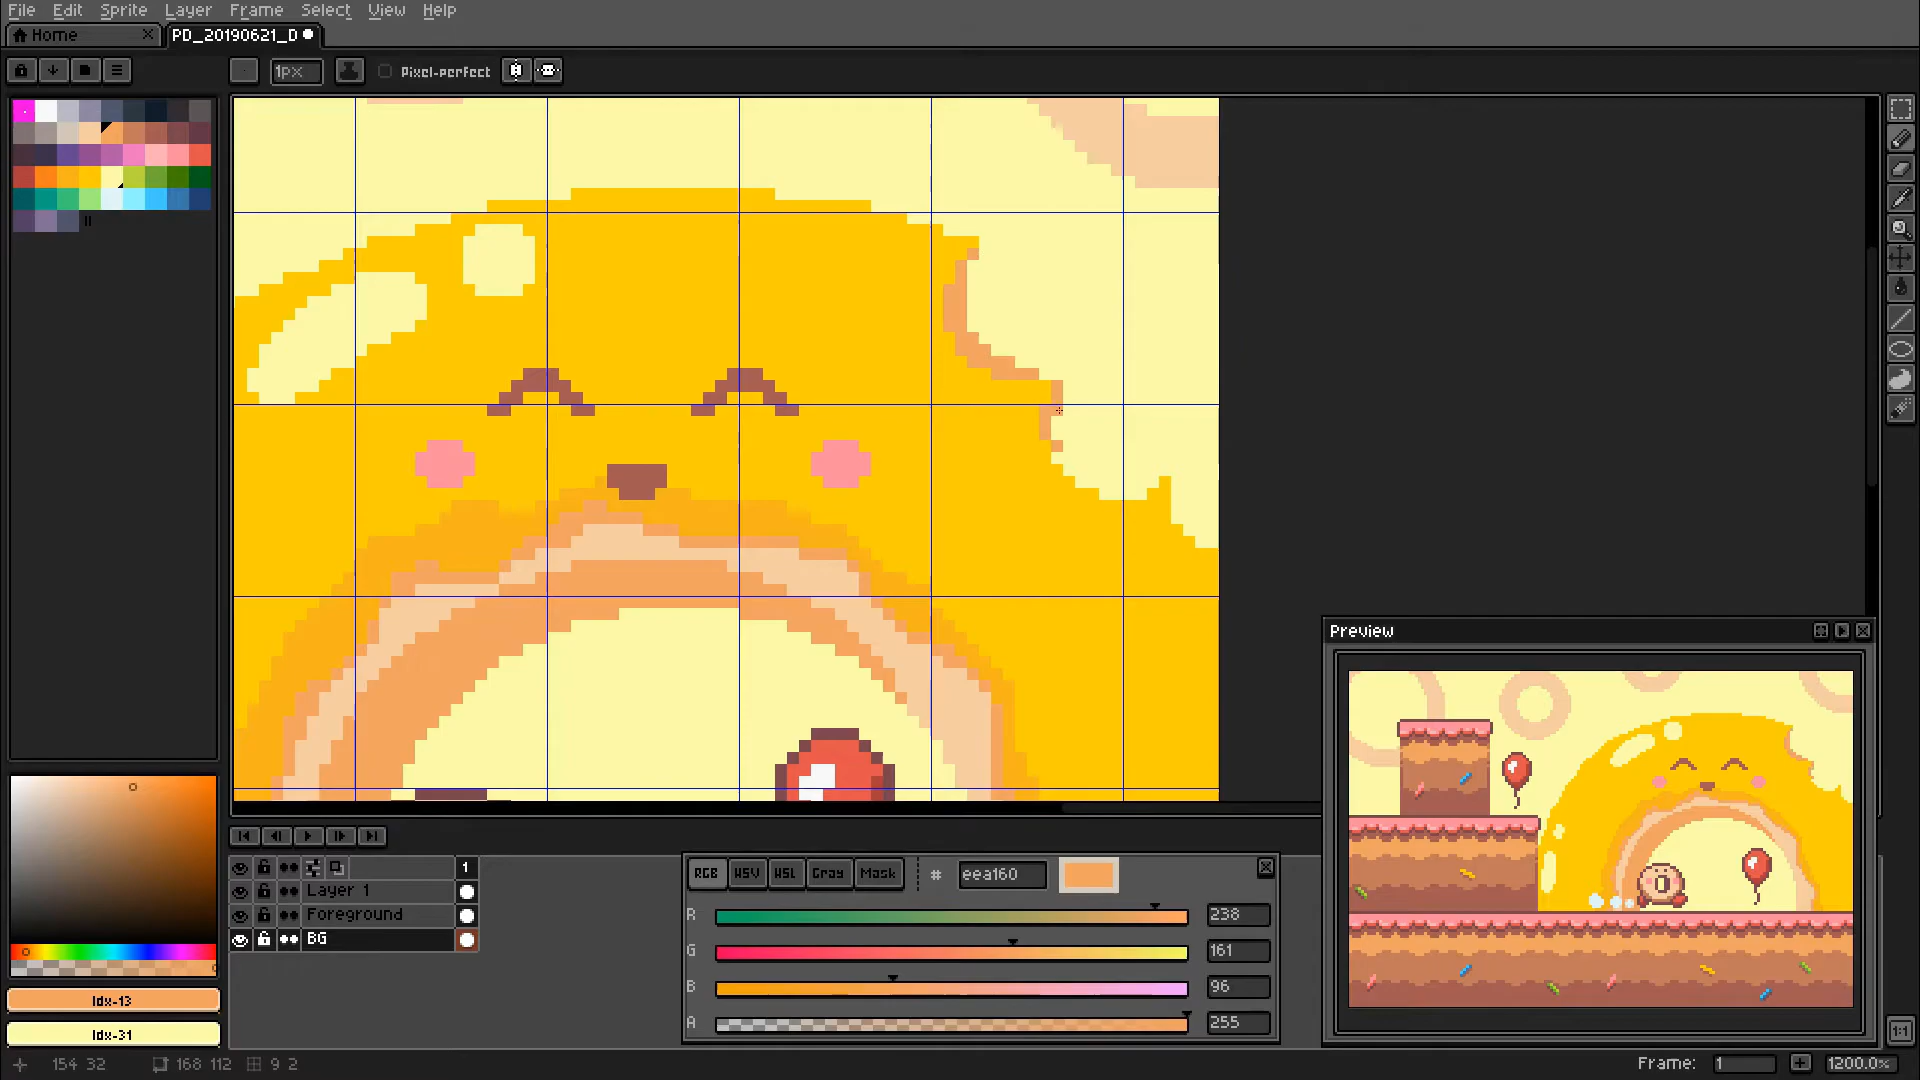 File Edit Sprite Layer Frame Select View Help
Home PD_20190621_D
1px Pixel-perfect
Preview
1
Layer 1
Foreground
BG
RGB HSV HSL Gray Mask # eea160
R 238
G 161
B 96
A 255
Idx-13
Idx-31
1:1
154 32 168 112 9 2 Frame: 1 1200.0%